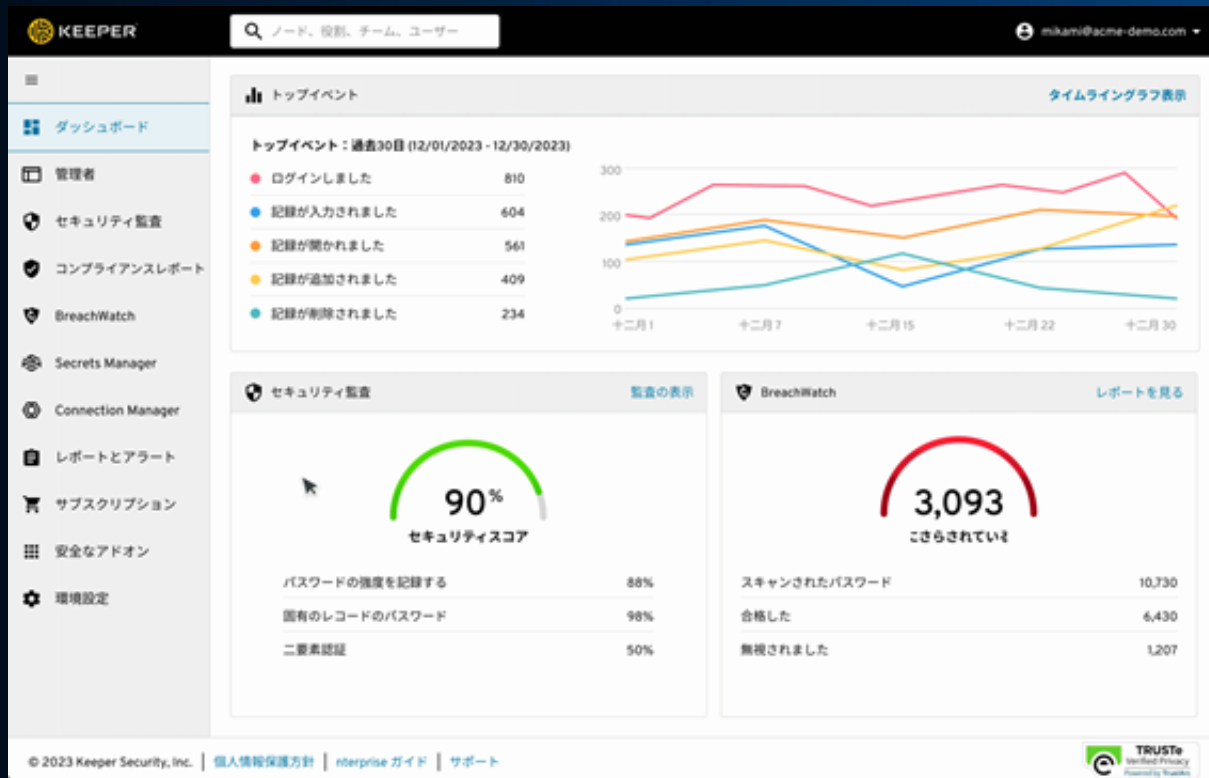 KEEPER
ノード、役割、チーム、ユーザー
mikami@acme-demo.com
ダッシュボード
管理者
セキュリティ監査
コンプライアンスレポート
BreachWatch
Secrets Manager
Connection Manager
レポートとアラート
サブスクリプション
安全なアドオン
環境設定
トップイベント
タイムライングラフ表示
トップイベント：過去30日 (12/01/2023 - 12/30/2023)
ログインしました 810
記録が入力されました 604
記録が開かれました 561
記録が追加されました 409
記録が削除されました 234
300
200
100
0
十二月 1 十二月 7 十二月 15 十二月 22 十二月 30
セキュリティ監査
監査の表示
90%
セキュリティスコア
パスワードの強度を記録する 88%
固有のレコードのパスワード 98%
二要素認証 50%
BreachWatch
レポートを見る
3,093
こさらされている
スキャンされたパスワード 10,730
合格した 6,430
無視されました 1,207
© 2023 Keeper Security, Inc. | 個人情報保護方針 | nterprise ガイド | サポート
TRUSTe
Verified Privacy
Powered by TrustArc